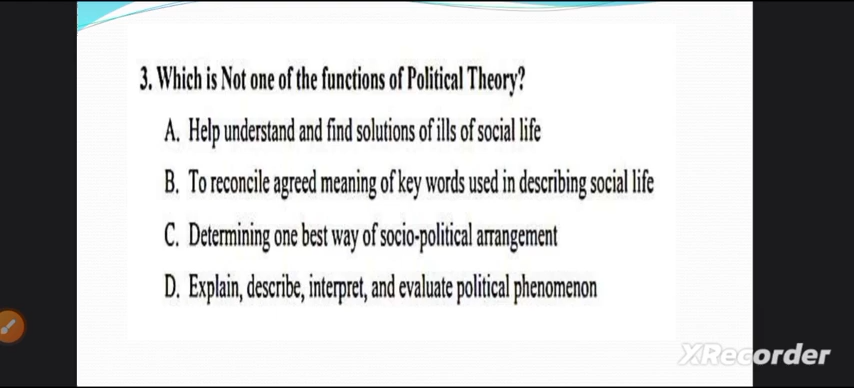 3. Which is Not one of the functions of Political Theory?
A. Help understand and find solutions of ills of social life
B. To reconcile agreed meaning of key words used in describing social life
C. Determining one best way of socio-political arrangement
D. Explain, describe, interpret, and evaluate political phenomenon
XRecorder